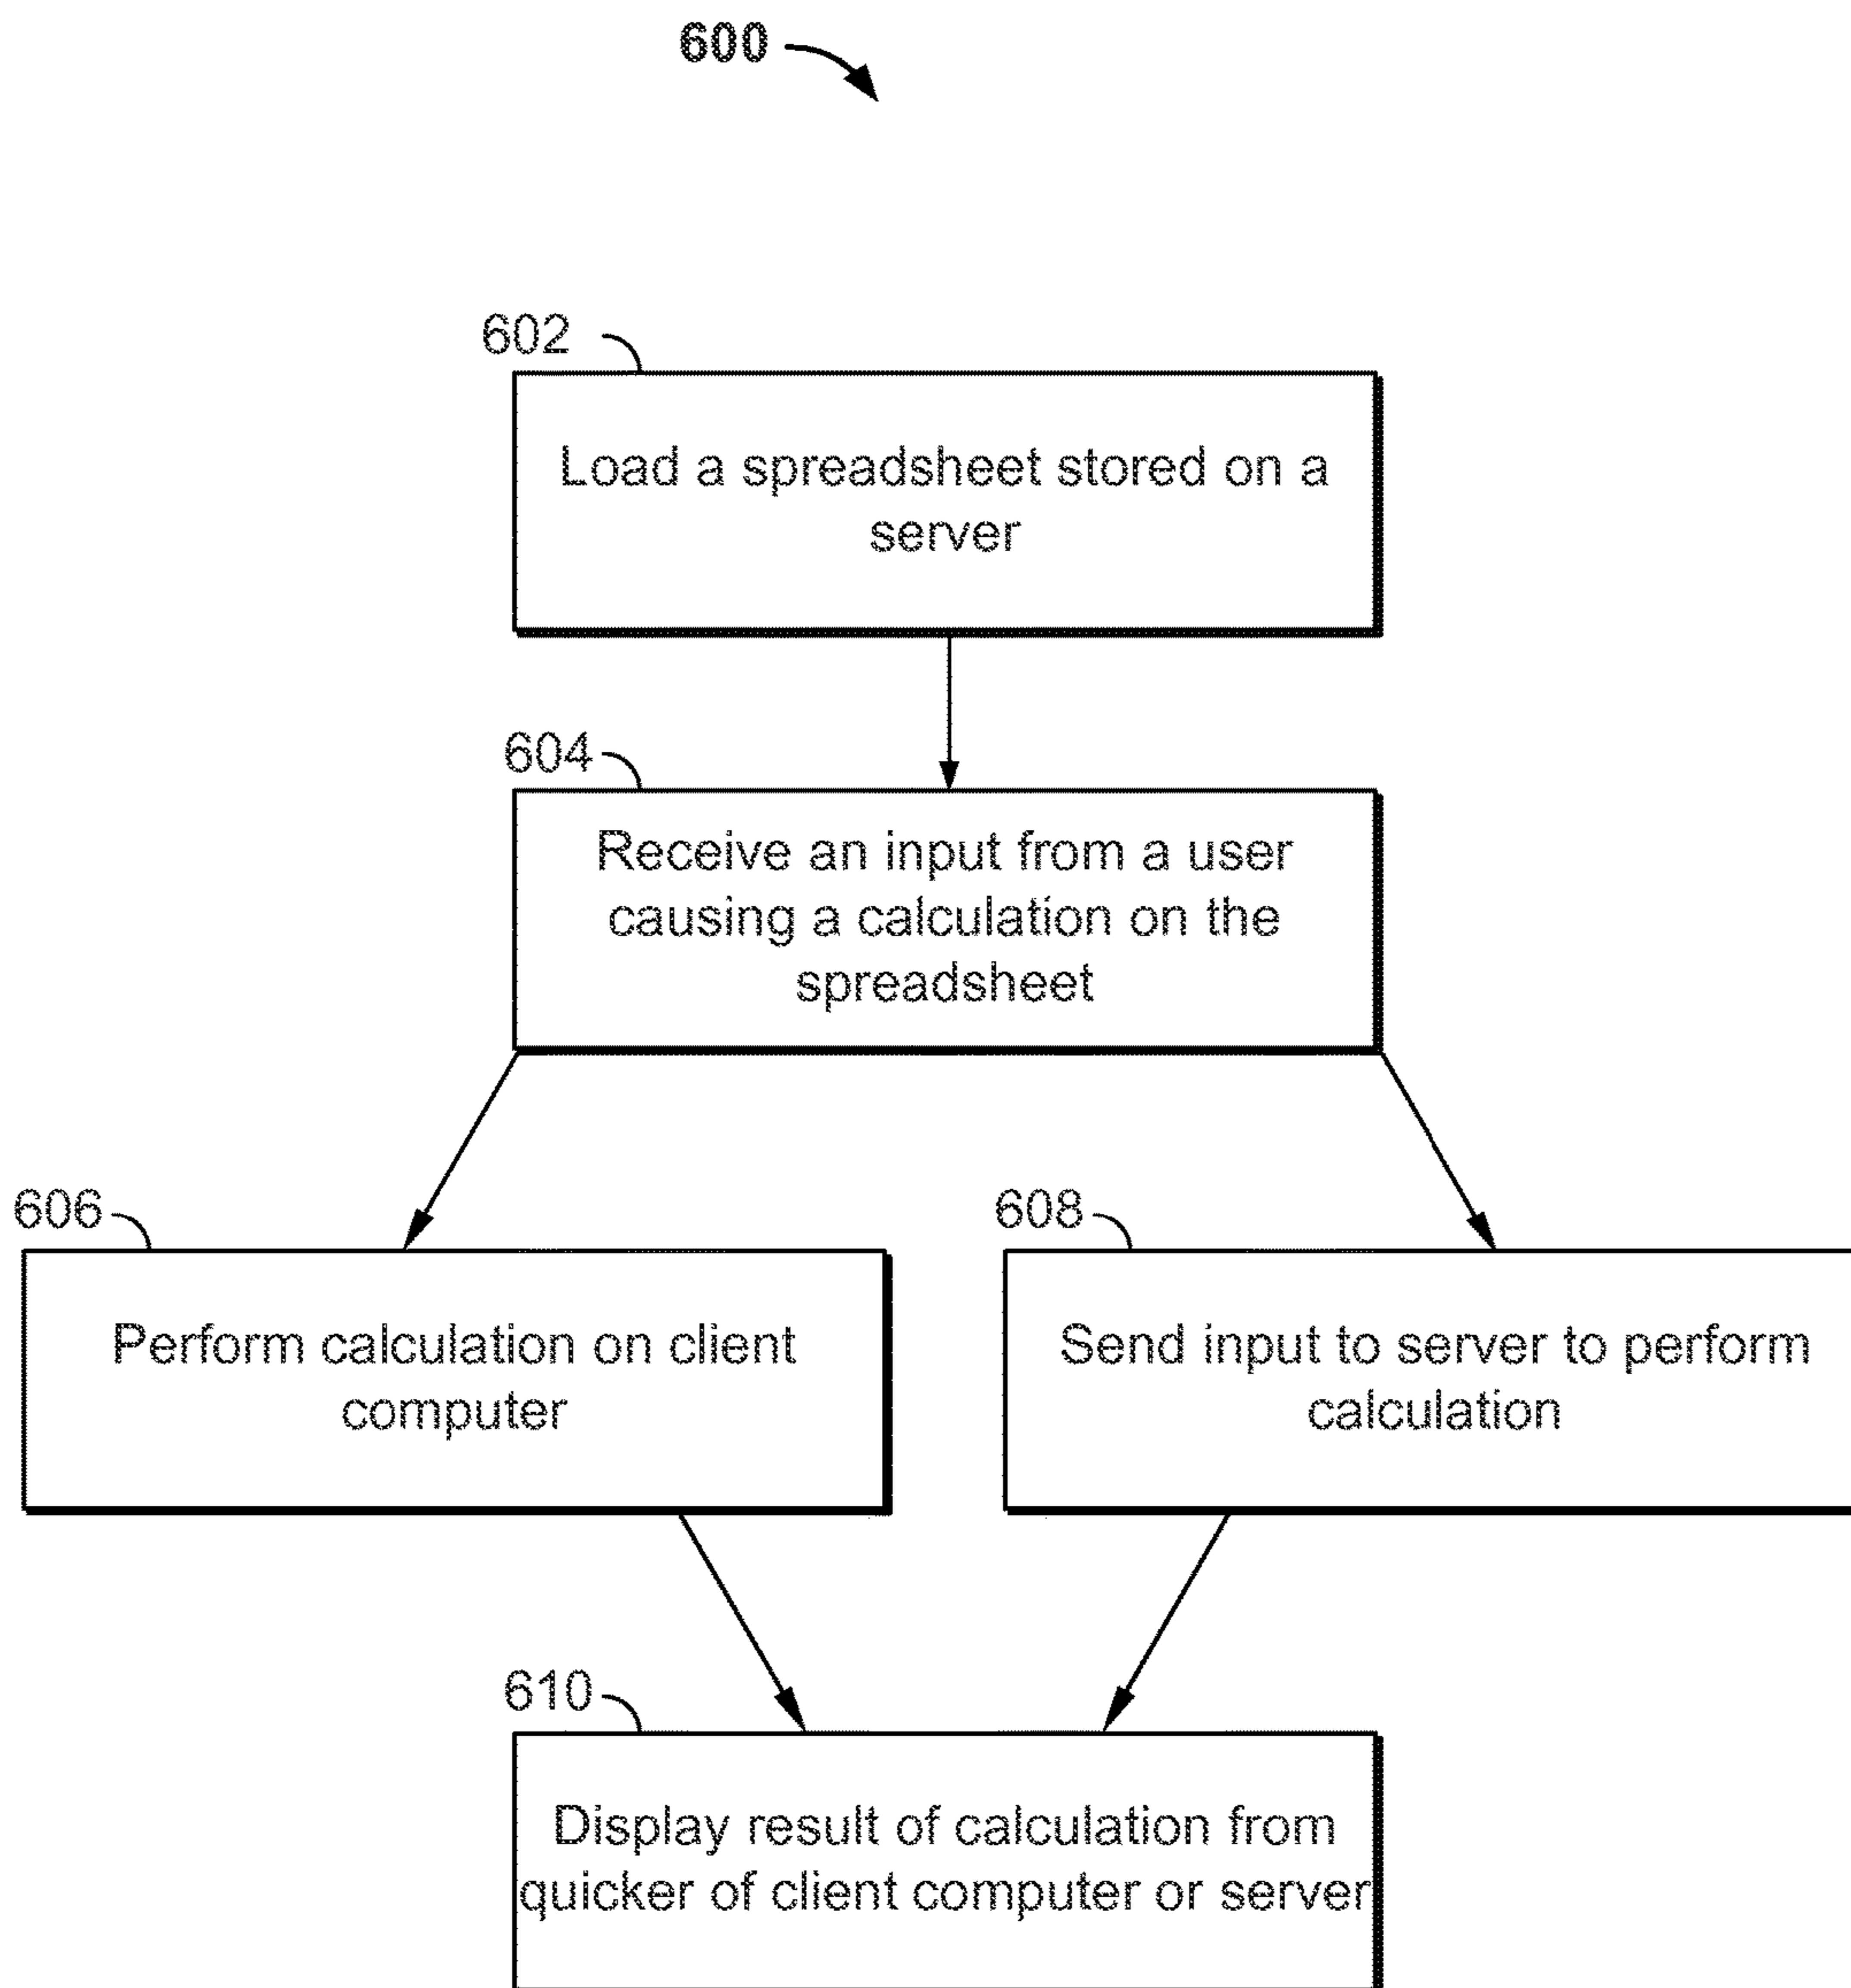 600
602
Load a spreadsheet stored on a
server
604
Receive an input from a user
causing a calculation on the
spreadsheet
606
Perform calculation on client
computer
608
Send input to server to perform
calculation
610
Display result of calculation from
quicker of client computer or server